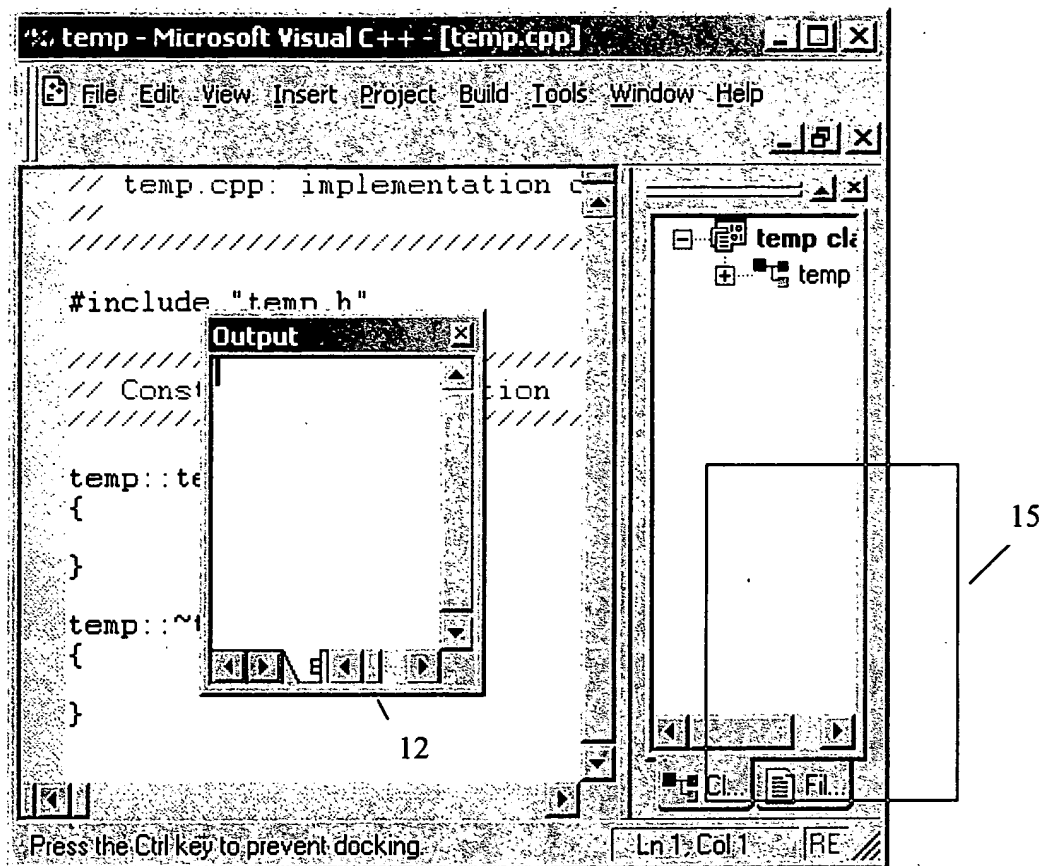 temp - Microsoft Visual C++ - [temp.cpp]
File Edit View Insert Project Build Tools Window Help
// temp.cpp: implementation
//
//////////////////////////////
#include "temp.h"
//////////////////////////////
// Const ion
//////////////////////////////
temp::te
{
}
temp::~
{
}
Output
temp cla
temp
Cl... Fil...
12
15
Press the Ctrl key to prevent docking. Ln 1, Col 1 RE